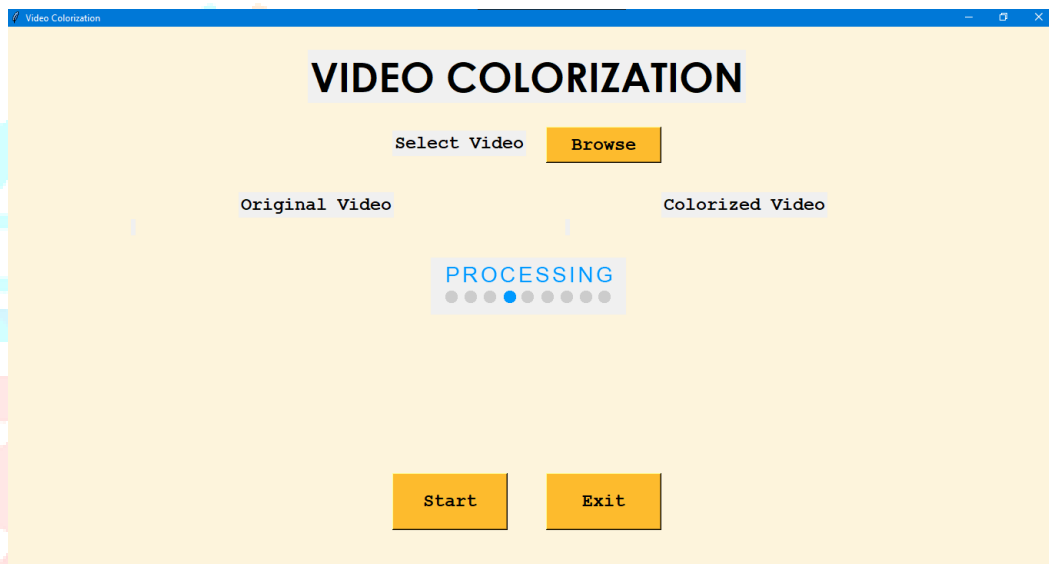 Video Colorization
VIDEO COLORIZATION
Select Video Browse
Original Video Colorized Video
PROCESSING
Start Exit